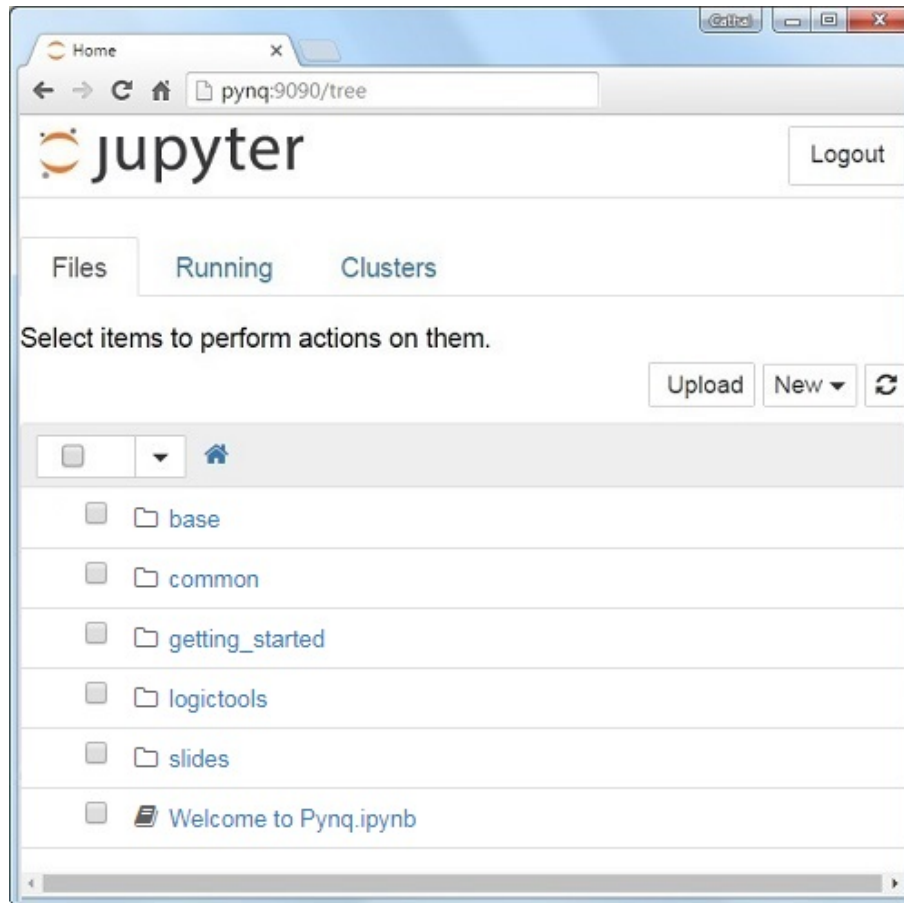 Cathal
Home
pynq:9090/tree
jupyter
Logout
Files Running Clusters
Select items to perform actions on them.
Upload New
base
common
getting_started
logictools
slides
Welcome to Pynq.ipynb